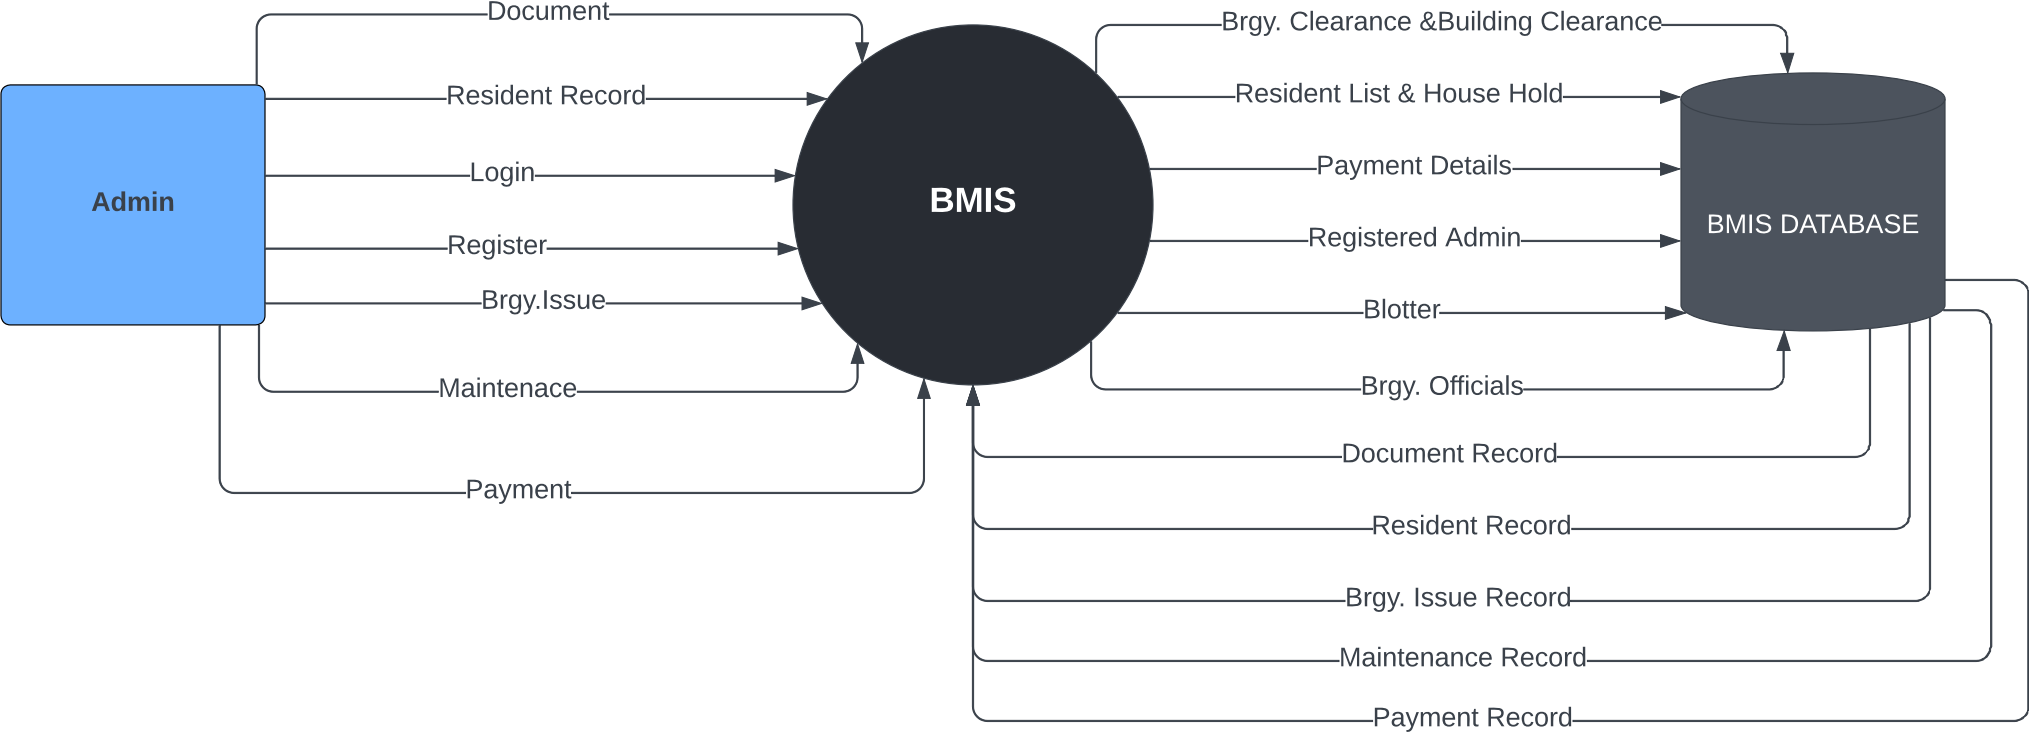 Document
Resident Record
Login
Register
Brgy.Issue
Maintenace
Payment
Admin
BMIS
Brgy. Clearance &Building Clearance
Resident List & House Hold
Payment Details
Registered Admin
Blotter
Brgy. Officials
BMIS DATABASE
Document Record
Resident Record
Brgy. Issue Record
Maintenance Record
Payment Record